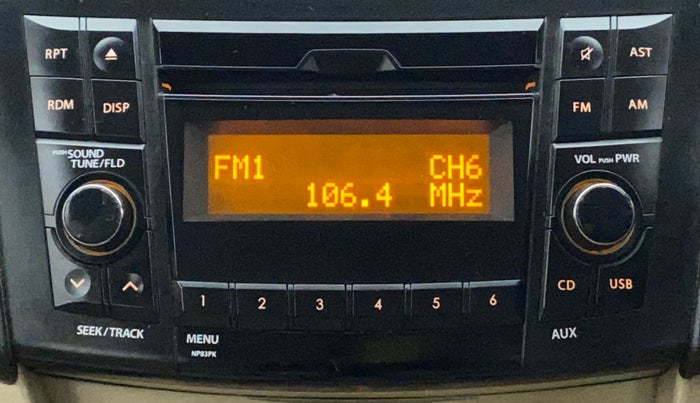 RPT
AST
RDM DISP
FM AM
PUSH SOUND
TUNE/FLD
VOL PUSH PWR
FM1 CH6
106.4 MHz
CD USB
1 2 3 4 5 6
SEEK/TRACK
MENU
AUX
NP83PK